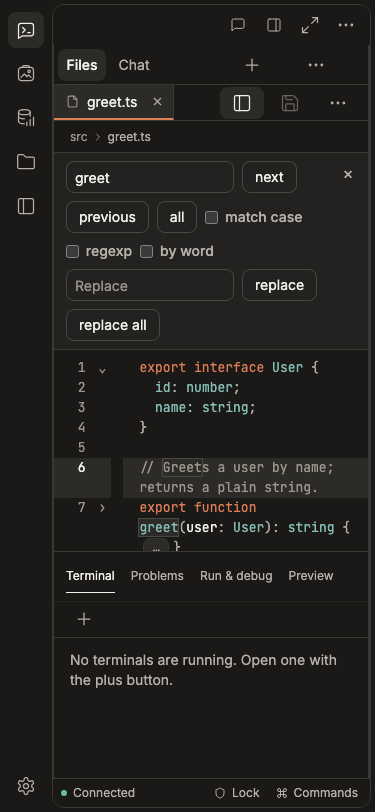 Files Chat
greet.ts
src > greet.ts
greet next
previous all match case
regexp by word
Replace replace
replace all
1 export interface User {
2 id: number;
3 name: string;
4 }
5
6 // Greets a user by name;
returns a plain string.
7 export function
greet(user: User): string {
… }
Terminal Problems Run & debug Preview
No terminals are running. Open one with
the plus button.
Connected Lock ⌘ Commands